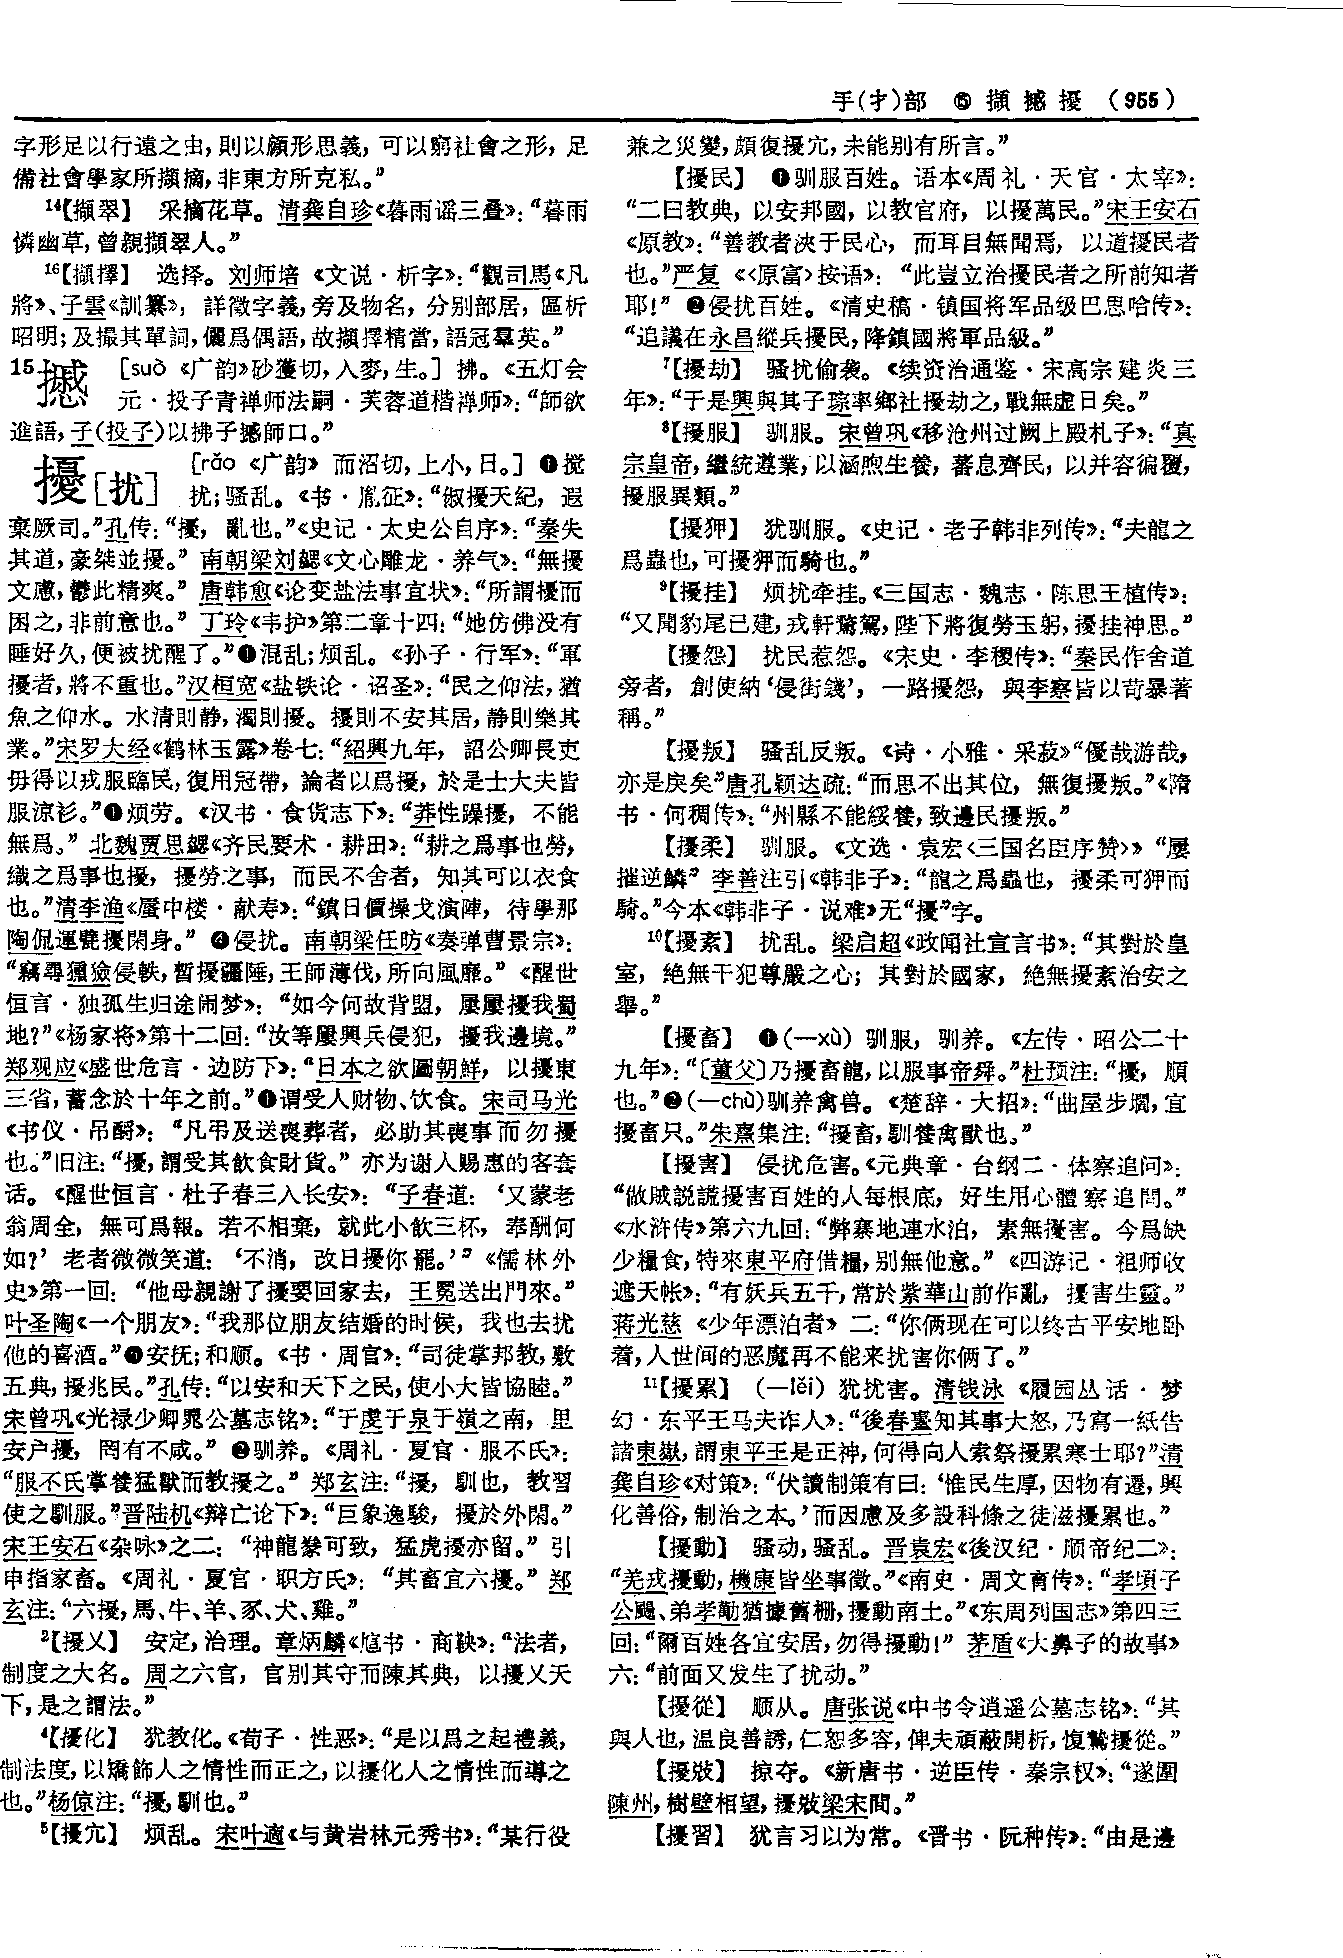 手(扌)部 ⑮ 擷 撼 擾 (955)
字形足以行遠之由,則以顧形思義,可以窮社會之形,足
備社會學家所擷摘,非東方所克私。”
14【擷翠】 采摘花草。清龚自珍《暮雨谣三叠》:“暮雨
憐幽草,曾親擷翠人。”
16【擷擇】 选择。刘师培《文说·析字》:“觀司馬《凡
將》、子雲《訓纂》,詳徵字義,旁及物名,分别部居,區析
昭明;及撮其單詞,儷爲偶語,故擷擇精當,語冠羣英。”
15 [suò 《广韵》砂獲切,入麥,生。] 拂。《五灯会
元·投子青禅师法嗣·芙蓉道楷禅师》:“師欲
進語,子(投子)以拂子撼師口。”
擾[扰] [rǎo 《广韵》而沼切,上小,日。] ❶搅
扰;骚乱。《书·胤征》:“俶擾天紀,遐
棄厥司。”孔传:“擾,亂也。”《史记·太史公自序》:“秦失
其道,豪桀並擾。”南朝梁刘勰《文心雕龙·养气》:“無擾
文慮,鬱此精爽。”唐韩愈《论变盐法事宜状》:“所謂擾而
困之,非前意也。”丁玲《韦护》第二章十四:“她仿佛没有
睡好久,便被扰醒了。”❷混乱;烦乱。《孙子·行军》:“軍
擾者,將不重也。”汉桓宽《盐铁论·诏圣》:“民之仰法,猶
魚之仰水。水清則静,濁則擾。擾則不安其居,静則樂其
業。”宋罗大经《鹤林玉露》卷七:“紹興九年,詔公卿長吏
毋得以戎服臨民,復用冠帶,論者以爲擾,於是士大夫皆
服涼衫。”❸烦劳。《汉书·食货志下》:“莽性躁擾,不能
無爲。”北魏贾思勰《齐民要术·耕田》:“耕之爲事也勞,
織之爲事也擾,擾勞之事,而民不舍者,知其可以衣食
也。”清李渔《蜃中楼·献寿》:“鎮日價操戈演陣,待學那
陶侃運甓擾閑身。”❹侵扰。南朝梁任昉《奏弹曹景宗》:
“竊尋獯獫侵軼,暫擾疆陲,王師薄伐,所向風靡。”《醒世
恒言·独孤生归途闹梦》:“如今何故背盟,屢屢擾我蜀
地?”《杨家将》第十二回:“汝等屢興兵侵犯,擾我邊境。”
郑观应《盛世危言·边防下》:“日本之欲圖朝鮮,以擾東
三省,蓄念於十年之前。”❺谓受人财物、饮食。宋司马光
《书仪·吊酹》:“凡弔及送喪葬者,必助其喪事而勿擾
也。”旧注:“擾,謂受其飲食財貨。”亦为谢人赐惠的客套
话。《醒世恒言·杜子春三入长安》:“子春道:‘又蒙老
翁周全,無可爲報。若不相棄,就此小飲三杯,奉酬何
如?’老者微微笑道:‘不消,改日擾你罷。’”《儒林外
史》第一回:“他母親謝了擾要回家去,王冕送出門來。”
叶圣陶《一个朋友》:“我那位朋友结婚的时候,我也去扰
他的喜酒。”❻安抚;和顺。《书·周官》:“司徒掌邦教,敷
五典,擾兆民。”孔传:“以安和天下之民,使小大皆協睦。”
宋曾巩《光禄少卿晁公墓志铭》:“于虔于泉于嶺之南,里
安户擾,罔有不咸。”❼驯养。《周礼·夏官·服不氏》:
“服不氏掌養猛獸而教擾之。”郑玄注:“擾,馴也,教習
使之馴服。”晋陆机《辩亡论下》:“巨象逸駿,擾於外閑。”
宋王安石《杂咏》之二:“神龍豢可致,猛虎擾亦留。”引
申指家畜。《周礼·夏官·职方氏》:“其畜宜六擾。”郑
玄注:“六擾,馬、牛、羊、豕、犬、雞。”
2【擾乂】 安定,治理。章炳麟《訄书·商鞅》:“法者,
制度之大名。周之六官,官别其守而陳其典,以擾乂天
下,是之謂法。”
4【擾化】 犹教化。《荀子·性恶》:“是以爲之起禮義,
制法度,以矯飾人之情性而正之,以擾化人之情性而導之
也。”杨倞注:“擾,馴也。”
5【擾亢】 烦乱。宋叶適《与黄岩林元秀书》:“某行役
兼之災變,頗復擾亢,未能别有所言。”
【擾民】 ❶驯服百姓。语本《周礼·天官·太宰》:
“二曰教典,以安邦國,以教官府,以擾萬民。”宋王安石
《原教》:“善教者浹于民心,而耳目無聞焉,以道擾民者
也。”严复《〈原富〉按语》:“此豈立治擾民者之所前知者
耶!”❷侵扰百姓。《清史稿·镇国将军品级巴思哈传》:
“追議在永昌縱兵擾民,降鎮國將軍品級。”
7【擾劫】 骚扰偷袭。《续资治通鉴·宋高宗建炎三
年》:“于是興與其子琮率鄉社擾劫之,戰無虚日矣。”
8【擾服】 驯服。宋曾巩《移沧州过阙上殿札子》:“真
宗皇帝,繼統遵業,以涵煦生養,蕃息齊民,以并容徧覆,
擾服異類。”
【擾狎】 犹驯服。《史记·老子韩非列传》:“夫龍之
爲蟲也,可擾狎而騎也。”
9【擾挂】 烦扰牵挂。《三国志·魏志·陈思王植传》:
“又聞豹尾已建,戎軒騖駕,陛下將復勞玉躬,擾挂神思。”
【擾怨】 扰民惹怨。《宋史·李稷传》:“秦民作舍道
旁者,創使納‘侵街錢’,一路擾怨,與李察皆以苛暴著
稱。”
【擾叛】 骚乱反叛。《诗·小雅·采菽》“優哉游哉,
亦是戾矣”唐孔颖达疏:“而思不出其位,無復擾叛。”《隋
书·何稠传》:“州縣不能綏養,致邊民擾叛。”
【擾柔】 驯服。《文选·袁宏〈三国名臣序赞〉》“屢
摧逆鱗”李善注引《韩非子》:“龍之爲蟲也,擾柔可狎而
騎。”今本《韩非子·说难》无“擾”字。
10【擾紊】 扰乱。梁启超《政闻社宣言书》:“其對於皇
室,絶無干犯尊嚴之心;其對於國家,絶無擾紊治安之
舉。”
【擾畜】 ❶(—xù) 驯服,驯养。《左传·昭公二十
九年》:“〔董父〕乃擾畜龍,以服事帝舜。”杜预注:“擾,順
也。”❷(—chù)驯养禽兽。《楚辞·大招》:“曲屋步壛,宜
擾畜只。”朱熹集注:“擾畜,馴養禽獸也。”
【擾害】 侵扰危害。《元典章·台纲二·体察追问》:
“做賊説謊擾害百姓的人每根底,好生用心體察追問。”
《水浒传》第六九回:“弊寨地連水泊,素無擾害。今爲缺
少糧食,特來東平府借糧,别無他意。”《四游记·祖师收
遮天帐》:“有妖兵五千,常於紫華山前作亂,擾害生靈。”
蒋光慈《少年漂泊者》二:“你俩现在可以终古平安地卧
着,人世间的恶魔再不能来扰害你俩了。”
11【擾累】 (—lěi) 犹扰害。清钱泳《履园丛话·梦
幻·东平王马夫诈人》:“後春臺知其事大怒,乃寫一紙告
諸東嶽,謂東平王是正神,何得向人索祭擾累寒士耶?”清
龚自珍《对策》:“伏讀制策有曰:‘惟民生厚,因物有遷,興
化善俗,制治之本。’而因慮及多設科條之徒滋擾累也。”
【擾動】 骚动,骚乱。晋袁宏《後汉纪·顺帝纪二》:
“羌戎擾動,機康皆坐事徵。”《南史·周文育传》:“孝頃子
公颺、弟孝勱猶據舊栅,擾動南土。”《东周列国志》第四三
回:“爾百姓各宜安居,勿得擾動!”茅盾《大鼻子的故事》
六:“前面又发生了扰动。”
【擾從】 顺从。唐张说《中书令逍遥公墓志铭》:“其
與人也,温良善誘,仁恕多容,俾夫頑蔽開析,愎鷙擾從。”
【擾敓】 掠夺。《新唐书·逆臣传·秦宗权》:“遂圍
陳州,樹壁相望,擾敓梁宋間。”
【擾習】 犹言习以为常。《晋书·阮种传》:“由是邊